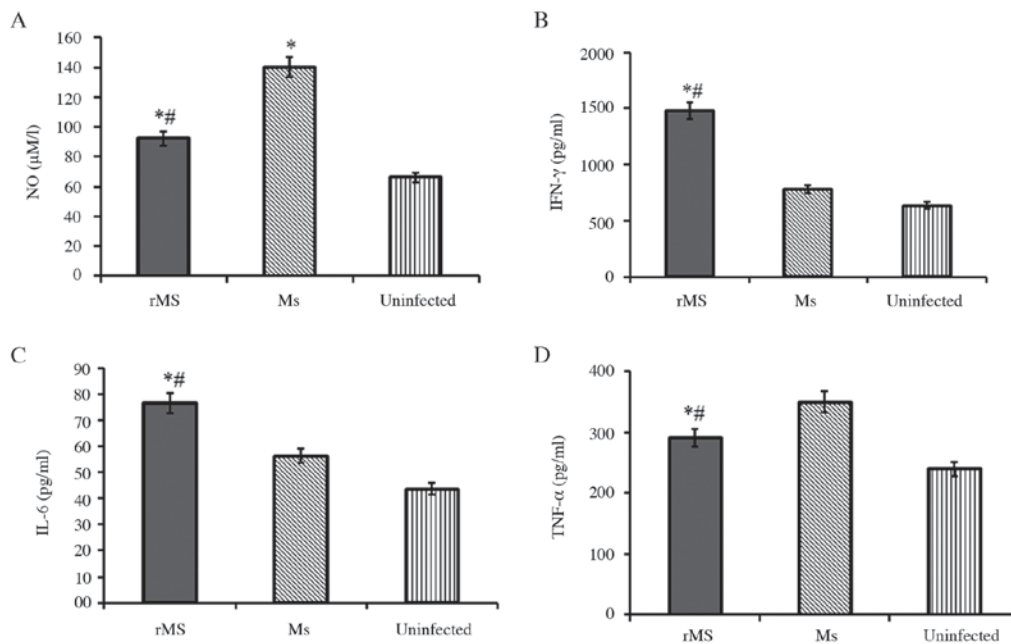 A
160
140
120
100
80
60
40
20
0
NO (μM/l)
*#
*
rMS Ms Uninfected
B
2000
1500
1000
500
0
IFN-γ (pg/ml)
*#
rMS Ms Uninfected
C
90
80
70
60
50
40
30
20
10
00
IL-6 (pg/ml)
*#
rMS Ms Uninfected
D
400
300
200
100
0
TNF-α (pg/ml)
*#
rMS Ms Uninfected